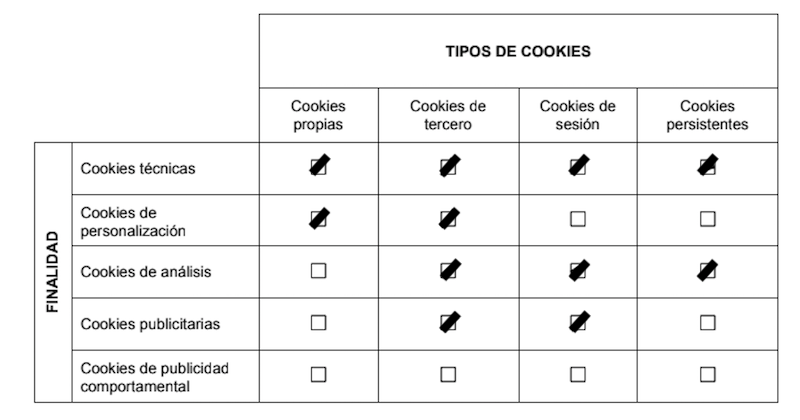 TIPOS DE COOKIES
Cookies
propias
Cookies de
tercero
Cookies de
sesión
Cookies
persistentes
FINALIDAD
Cookies técnicas
Cookies de
personalización
Cookies de análisis
Cookies publicitarias
Cookies de publicidad
comportamental